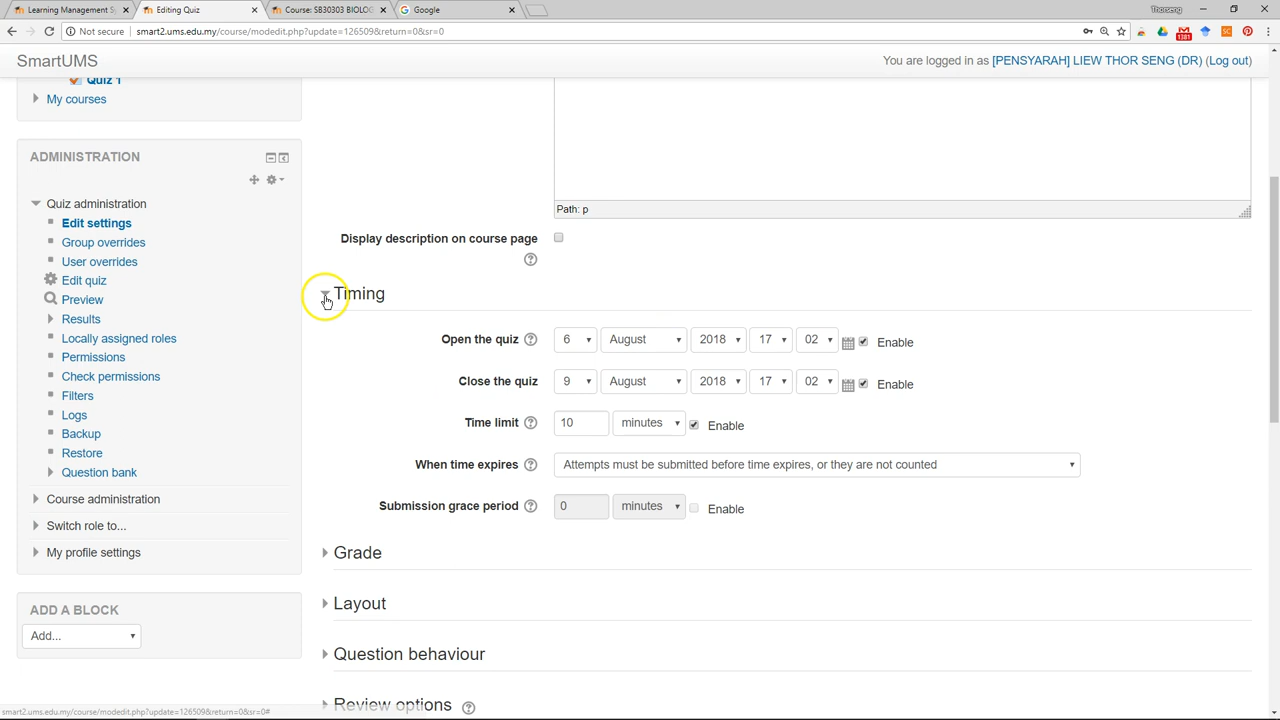 Learning Management S
Editing Quiz
Course: SB30303 BIOLOG
Google
Thorseng
Not secure
smart2.ums.edu.my/course/modedit.php?update=126509&return=0&sr=0
1381
SC
SmartUMS
You are logged in as [PENSYARAH] LIEW THOR SENG (DR) (Log out)
Quiz 1
My courses
ADMINISTRATION
Quiz administration
Edit settings
Group overrides
User overrides
Edit quiz
Preview
Results
Locally assigned roles
Permissions
Check permissions
Filters
Logs
Backup
Restore
Question bank
Course administration
Switch role to...
My profile settings
ADD A BLOCK
Add...
Path: p
Display description on course page
Timing
Open the quiz 6 August 2018 17 02 Enable
Close the quiz 9 August 2018 17 02 Enable
Time limit 10 minutes Enable
When time expires Attempts must be submitted before time expires, or they are not counted
Submission grace period 0 minutes Enable
Grade
Layout
Question behaviour
Review options
smart2.ums.edu.my/course/modedit.php?update=126509&return=0&sr=0#